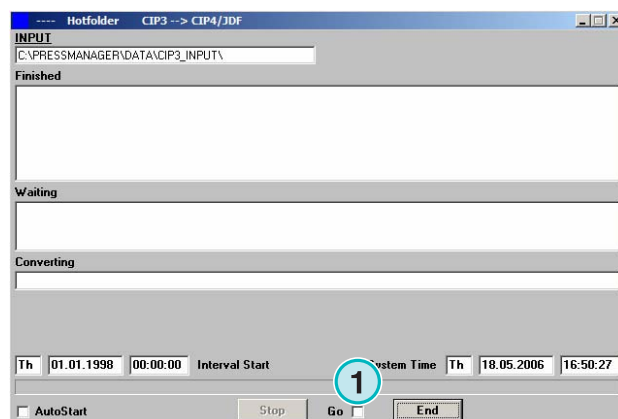 ---- Hotfolder CIP3 --> CIP4/JDF
INPUT
C:\PRESSMANAGER\DATA\CIP3_INPUT\
Finished
Waiting
Converting
Th 01.01.1998 00:00:00 Interval Start System Time Th 18.05.2006 16:50:27
1
AutoStart Stop Go End